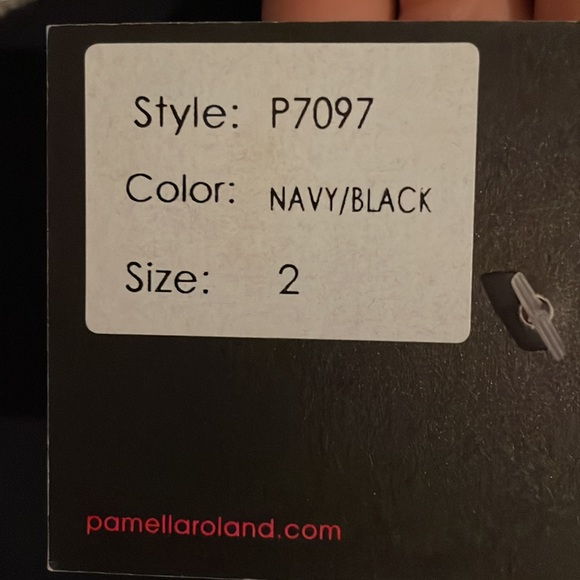 Style: P7097
Color: NAVY/BLACK
Size: 2
pamellaroland.com